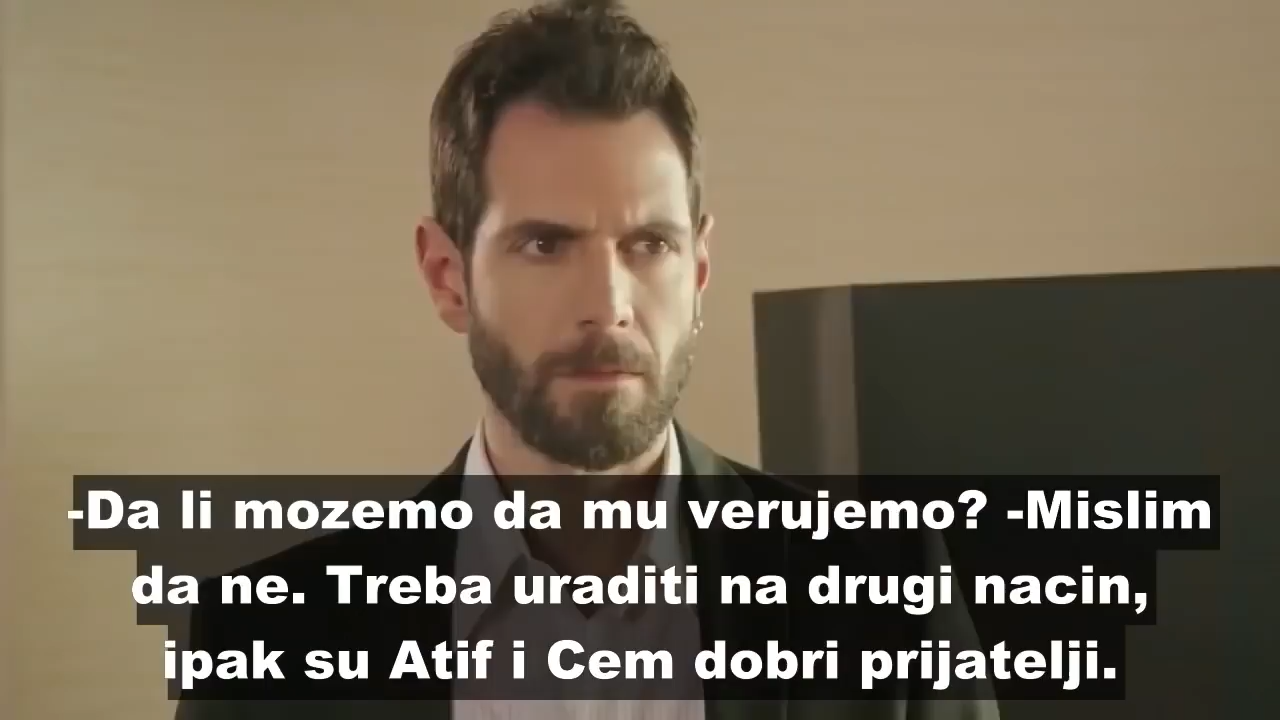 -Da li mozemo da mu verujemo? -Mislim
da ne. Treba uraditi na drugi nacin,
ipak su Atif i Cem dobri prijatelji.